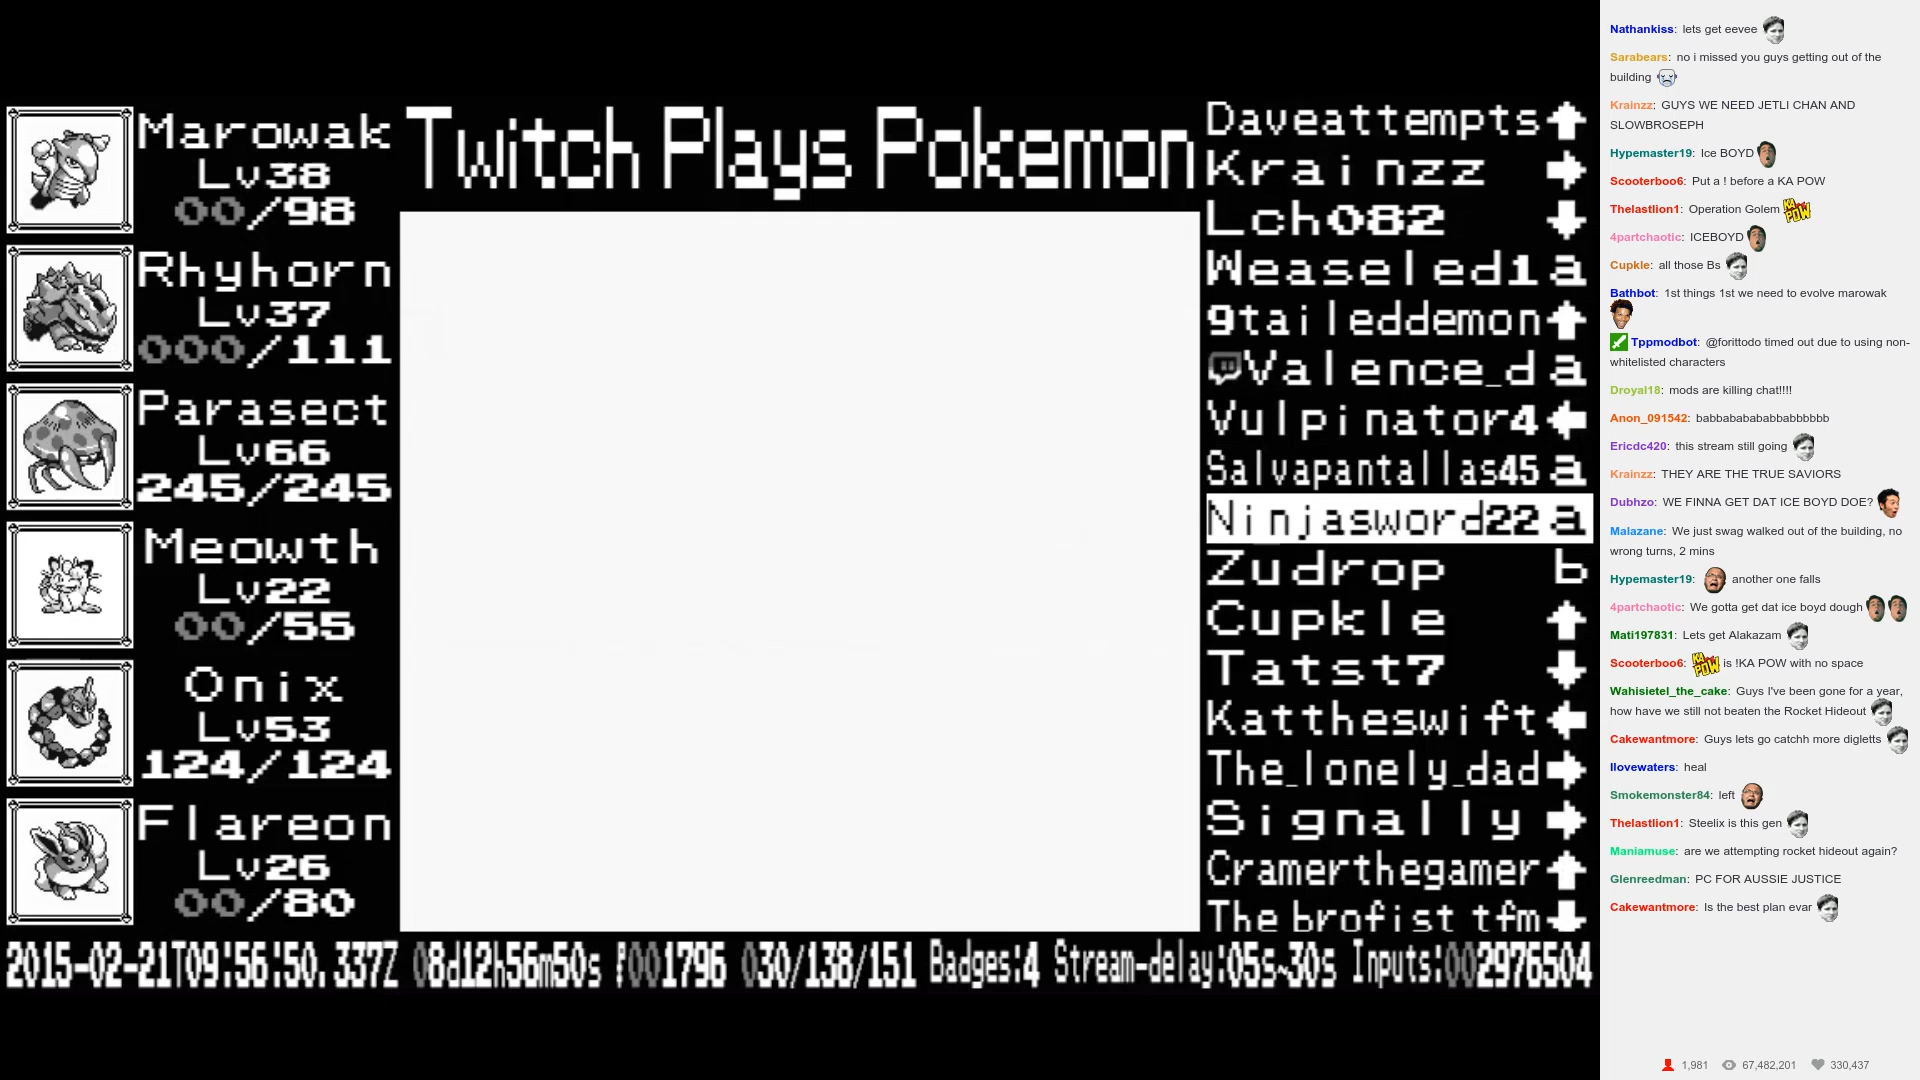 Marowak
Lv38
00/98
Rhyhorn
Lv37
000/111
Parasect
Lv66
245/245
Meowth
Lv22
00/55
Onix
Lv53
124/124
Flareon
Lv26
00/80
Twitch Plays Pokemon
Daveattempts
Krainzz
Lch082
Weaseled1 a
9taileddemon
Valence_d a
Vulpinator4
Salvapantallas45 a
Ninjasword22 a
Zudrop b
Cupkle
Tatst7
Kattheswift
The_lonely_dad
Signally
Cramerthegamer
The_brofist_tfm
2015-02-21T09:56:50.337Z 08d12h56m50s 001796 030/138/151 Badges:4 Stream-delay:05s~30s Inputs:002976504
Nathankiss: lets get eevee
Sarabears: no i missed you guys getting out of the
building
Krainzz: GUYS WE NEED JETLI CHAN AND
SLOWBROSEPH
Hypemaster19: Ice BOYD
Scooterboo6: Put a ! before a KA POW
Thelastlion1: Operation Golem KA POW
4partchaotic: ICEBOYD
Cupkle: all those Bs
Bathbot: 1st things 1st we need to evolve marowak
Tppmodbot: @forittodo timed out due to using non-
whitelisted characters
Droyal18: mods are killing chat!!!!
Anon_091542: babbabababbabbbbbb
Ericdc420: this stream still going
Krainzz: THEY ARE THE TRUE SAVIORS
Dubhzo: WE FINNA GET DAT ICE BOYD DOE?
Malazane: We just swag walked out of the building, no
wrong turns, 2 mins
Hypemaster19: another one falls
4partchaotic: We gotta get dat ice boyd dough
Mati197831: Lets get Alakazam
Scooterboo6: KA POW is !KA POW with no space
Wahisietel_the_cake: Guys I've been gone for a year,
how have we still not beaten the Rocket Hideout
Cakewantmore: Guys lets go catchh more digletts
Ilovewaters: heal
Smokemonster84: left
Thelastlion1: Steelix is this gen
Maniamuse: are we attempting rocket hideout again?
Glenreedman: PC FOR AUSSIE JUSTICE
Cakewantmore: Is the best plan evar
1,981 67,482,201 330,437